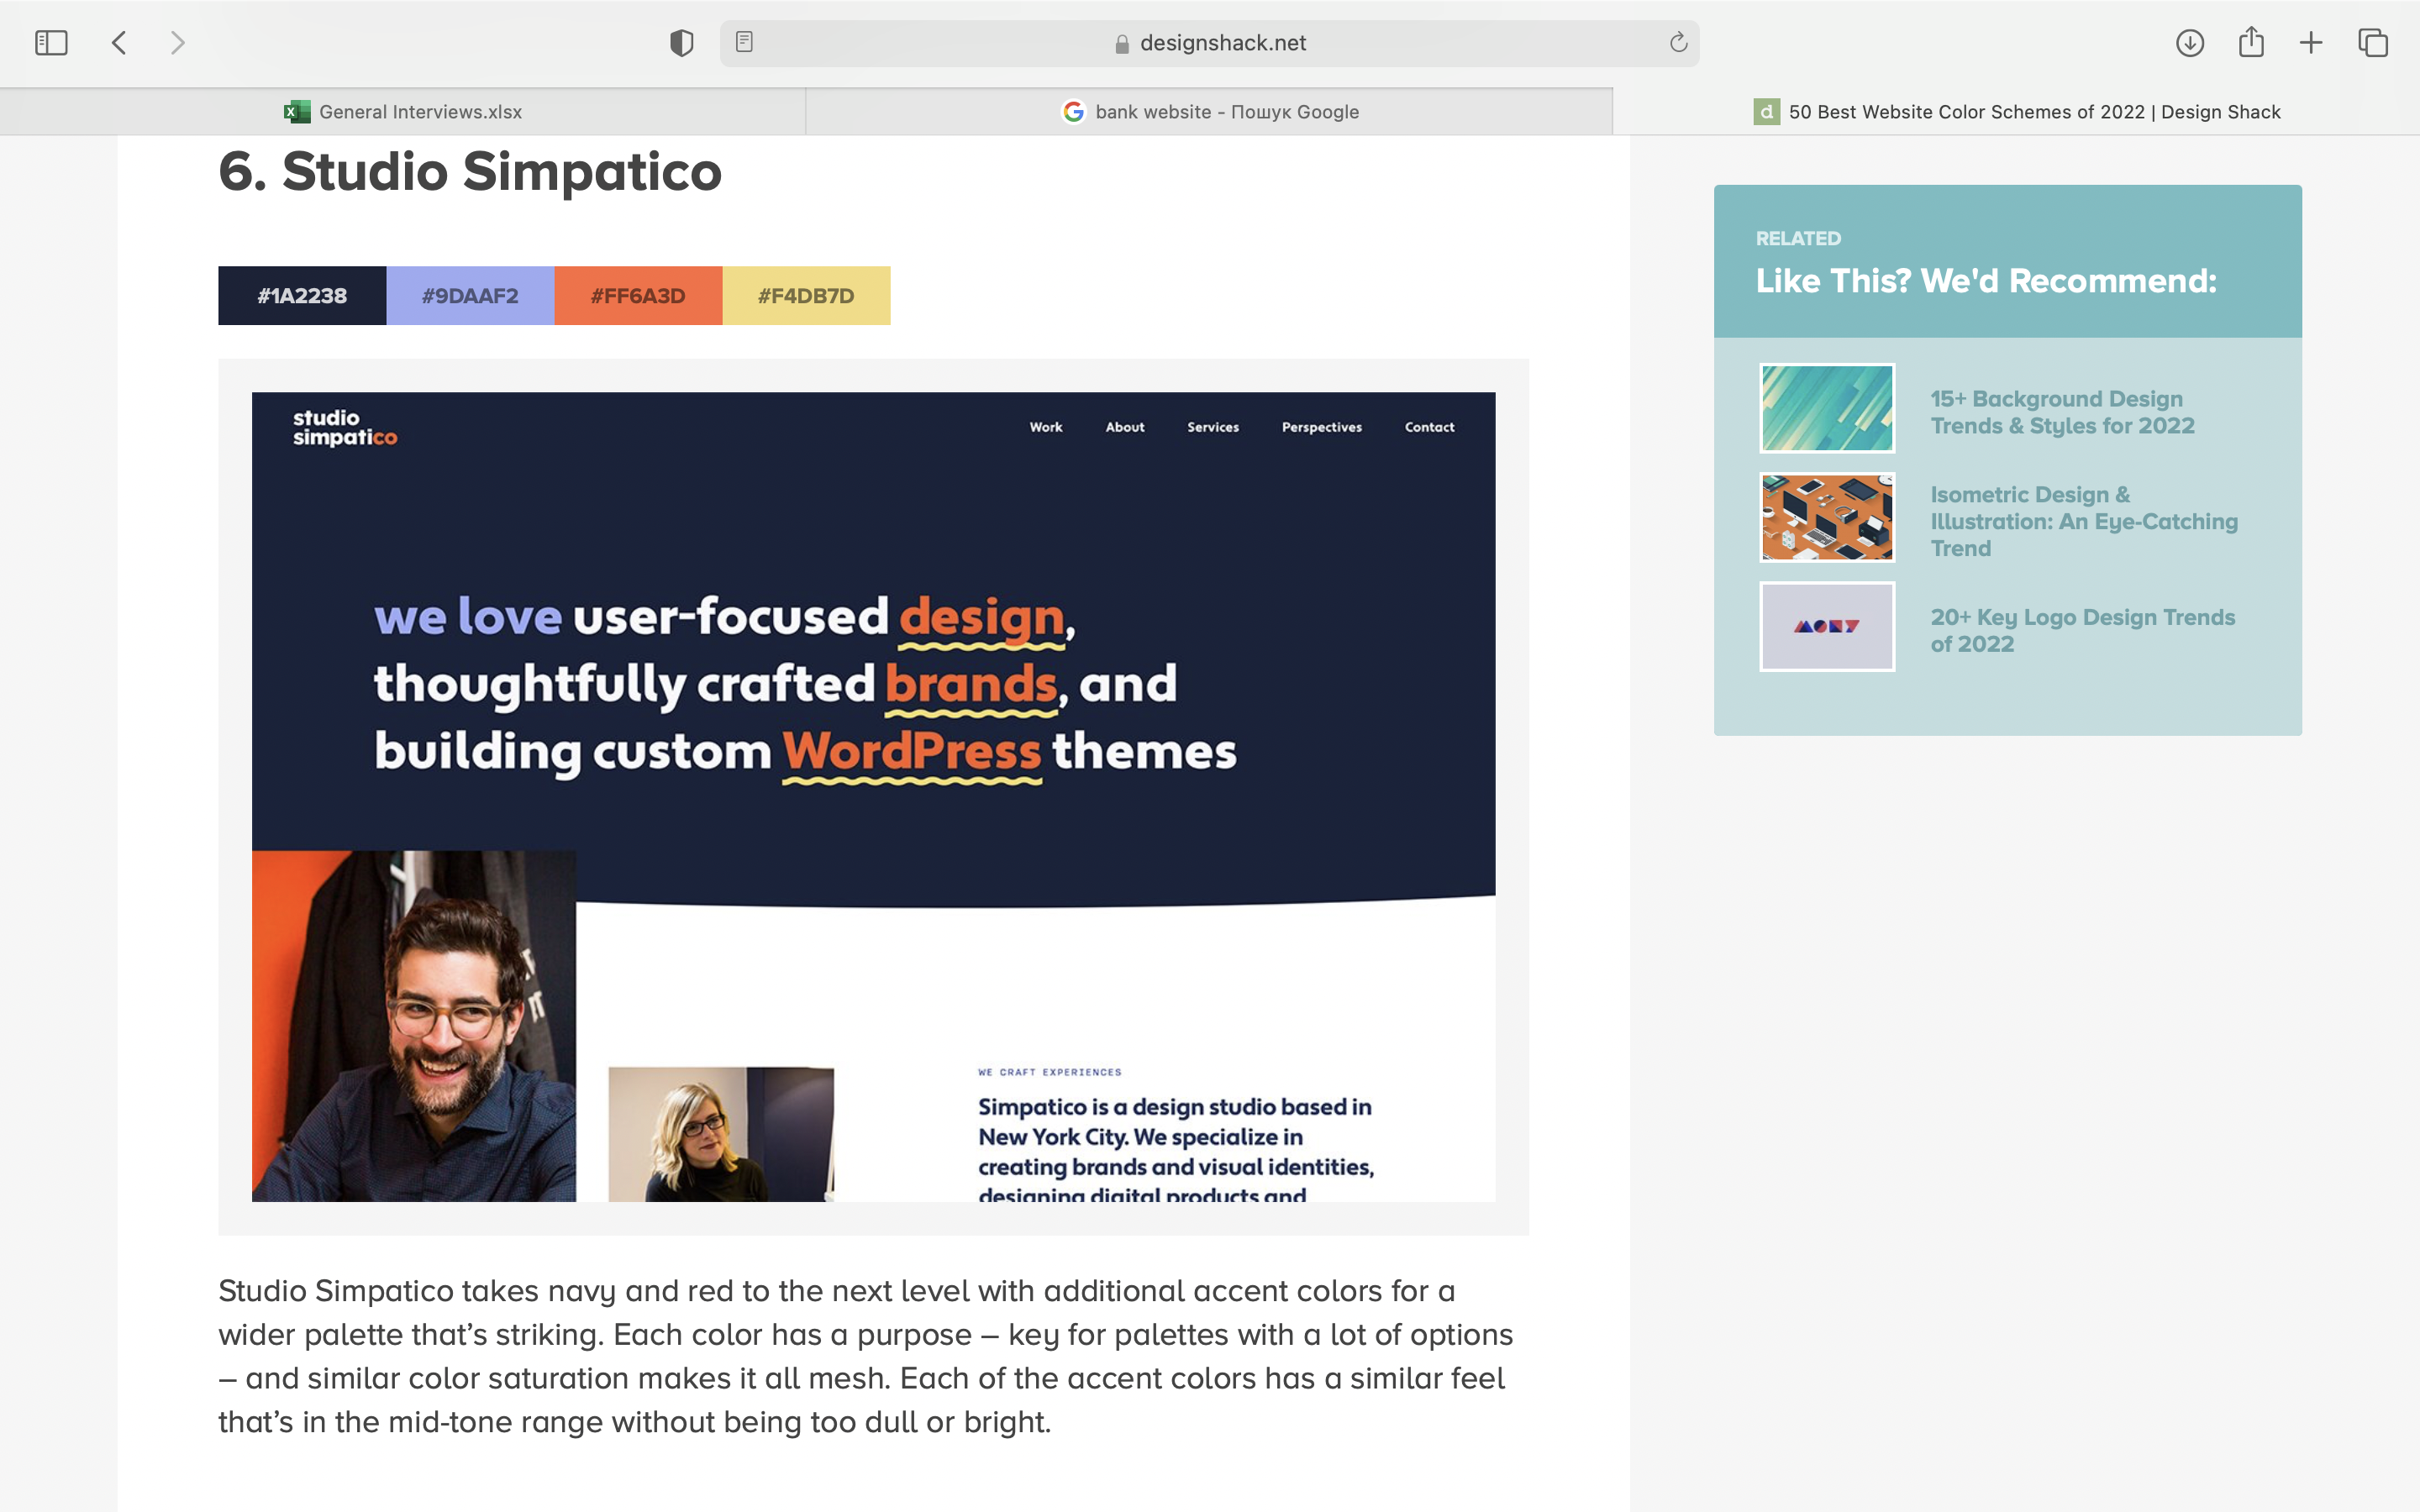 designshack.net
General Interviews.xlsx
bank website - Пошук Google
d 50 Best Website Color Schemes of 2022 | Design Shack
6. Studio Simpatico
#1A2238 #9DAAF2 #FF6A3D #F4DB7D
studio
simpatico
Work About Services Perspectives Contact
we love user-focused design,
thoughtfully crafted brands, and
building custom WordPress themes
WE CRAFT EXPERIENCES
Simpatico is a design studio based in
New York City. We specialize in
creating brands and visual identities,
designing digital products and
Studio Simpatico takes navy and red to the next level with additional accent colors for a
wider palette that’s striking. Each color has a purpose – key for palettes with a lot of options
– and similar color saturation makes it all mesh. Each of the accent colors has a similar feel
that’s in the mid-tone range without being too dull or bright.
RELATED
Like This? We'd Recommend:
15+ Background Design
Trends & Styles for 2022
Isometric Design &
Illustration: An Eye-Catching
Trend
MONY
20+ Key Logo Design Trends
of 2022